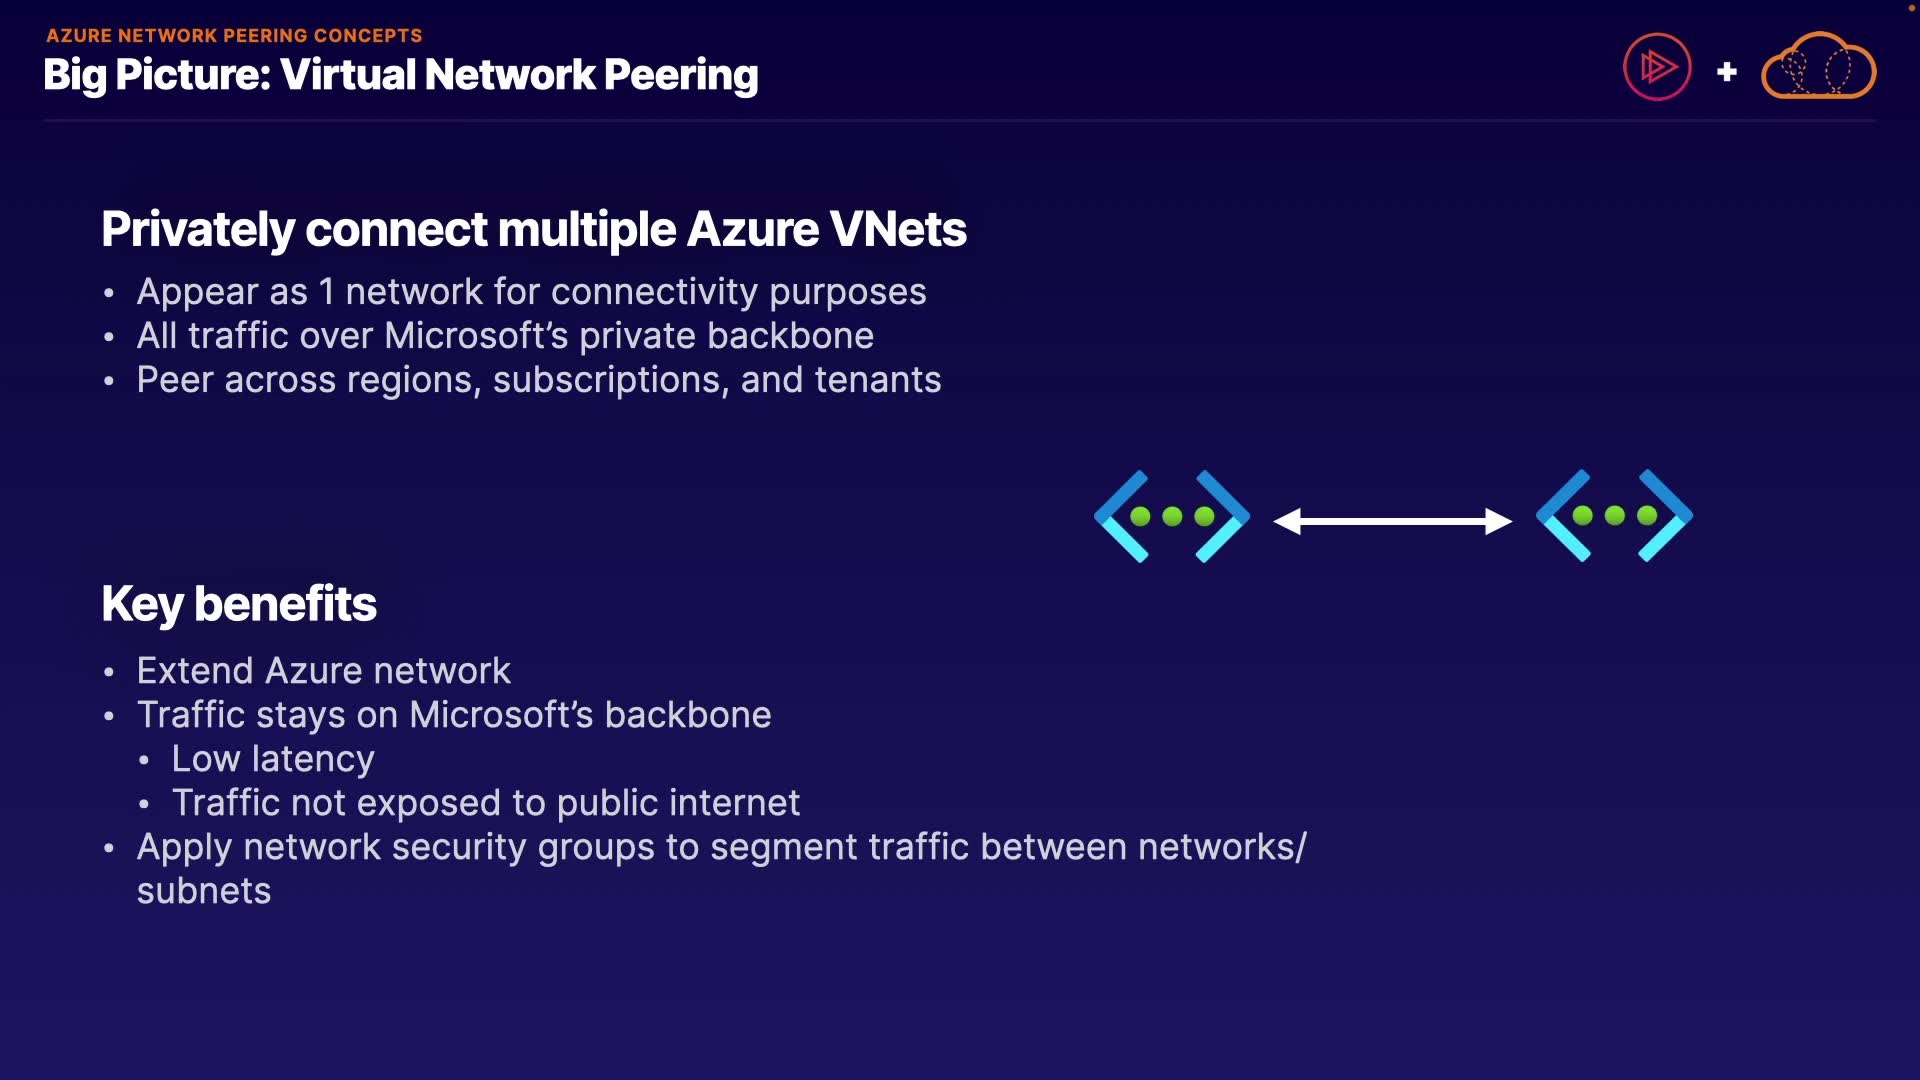 AZURE NETWORK PEERING CONCEPTS
Big Picture: Virtual Network Peering
+
Privately connect multiple Azure VNets
• Appear as 1 network for connectivity purposes
• All traffic over Microsoft’s private backbone
• Peer across regions, subscriptions, and tenants
Key benefits
• Extend Azure network
• Traffic stays on Microsoft’s backbone
• Low latency
• Traffic not exposed to public internet
• Apply network security groups to segment traffic between networks/
subnets